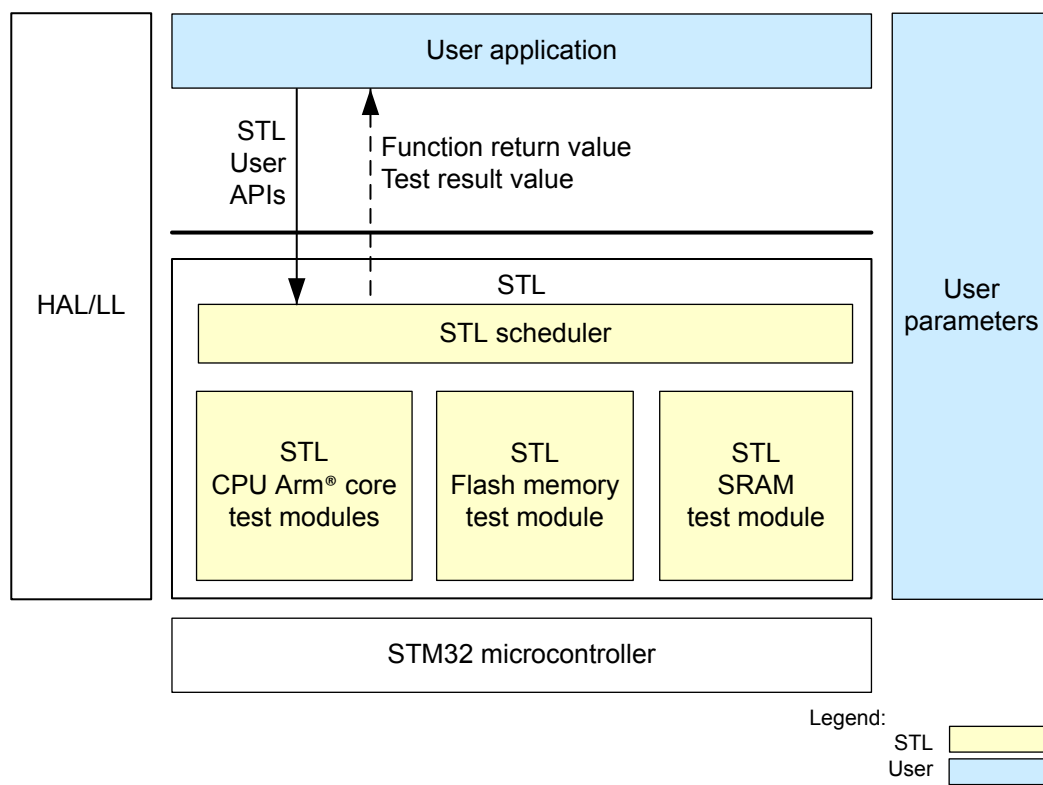 User application
STL
User
APIs
Function return value
Test result value
HAL/LL
STL
STL scheduler
User
parameters
STL
CPU Arm® core
test modules
STL
Flash memory
test module
STL
SRAM
test module
STM32 microcontroller
Legend:
STL
User